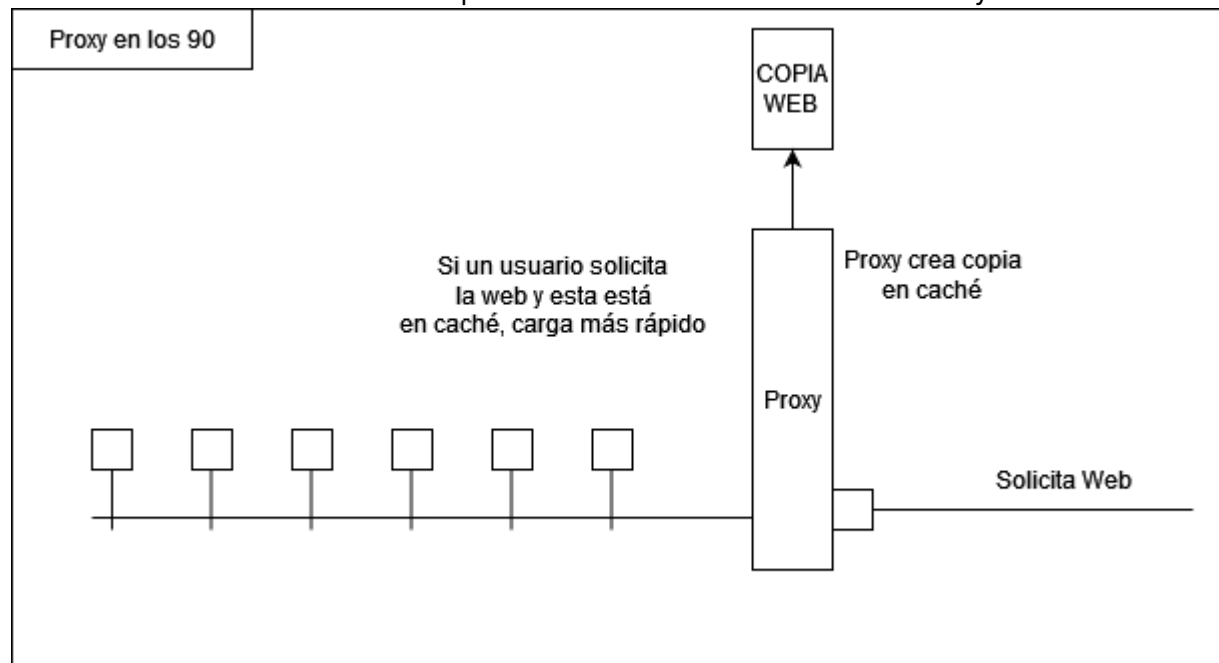 Proxy en los 90
COPIA
WEB
Si un usuario solicita
la web y esta está
en caché, carga más rápido
Proxy crea copia
en caché
Proxy
Solicita Web